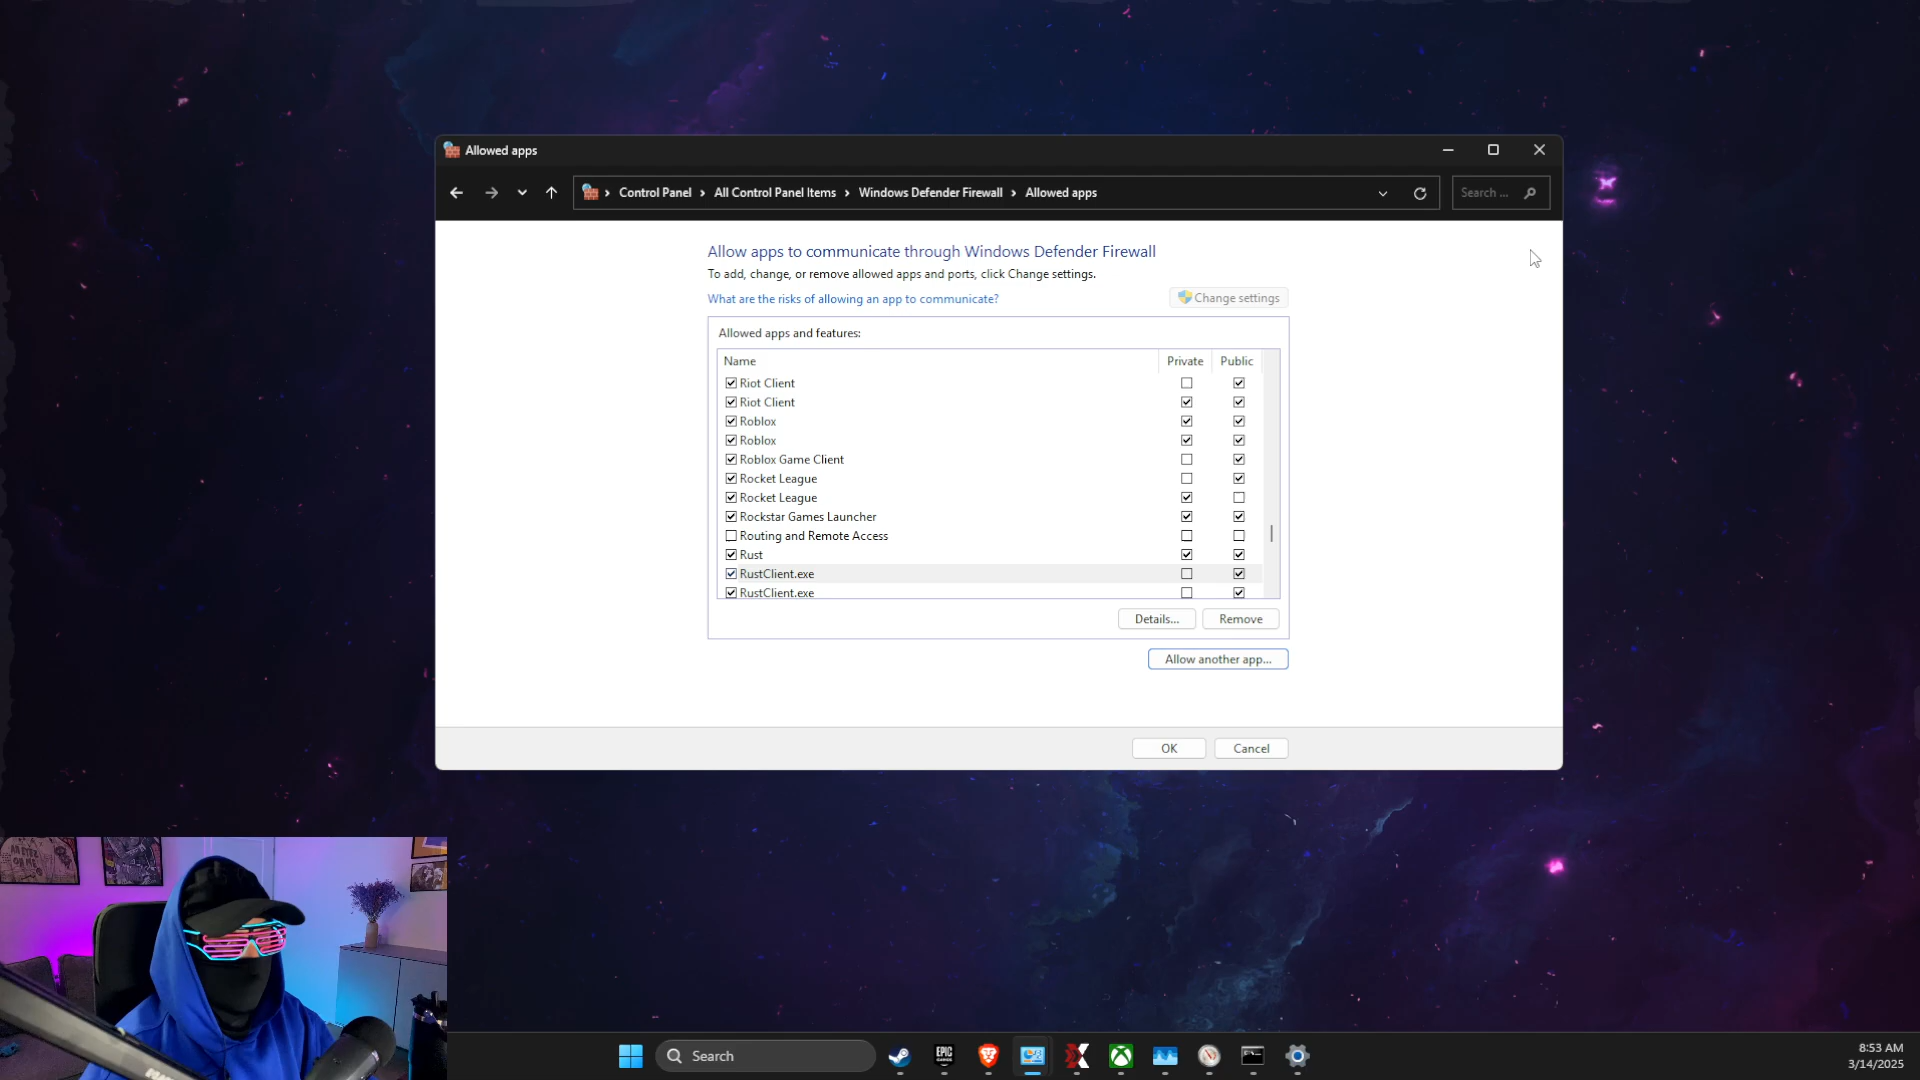 Allowed apps
Control Panel › All Control Panel Items › Windows Defender Firewall › Allowed apps
Search ...
Allow apps to communicate through Windows Defender Firewall
To add, change, or remove allowed apps and ports, click Change settings.
What are the risks of allowing an app to communicate?
Change settings
Allowed apps and features:
Name Private Public
Riot Client
Riot Client
Roblox
Roblox
Roblox Game Client
Rocket League
Rocket League
Rockstar Games Launcher
Routing and Remote Access
Rust
RustClient.exe
RustClient.exe
Details...
Remove
Allow another app...
OK
Cancel
Search
EPIC
GAMES
8:53 AM
3/14/2025